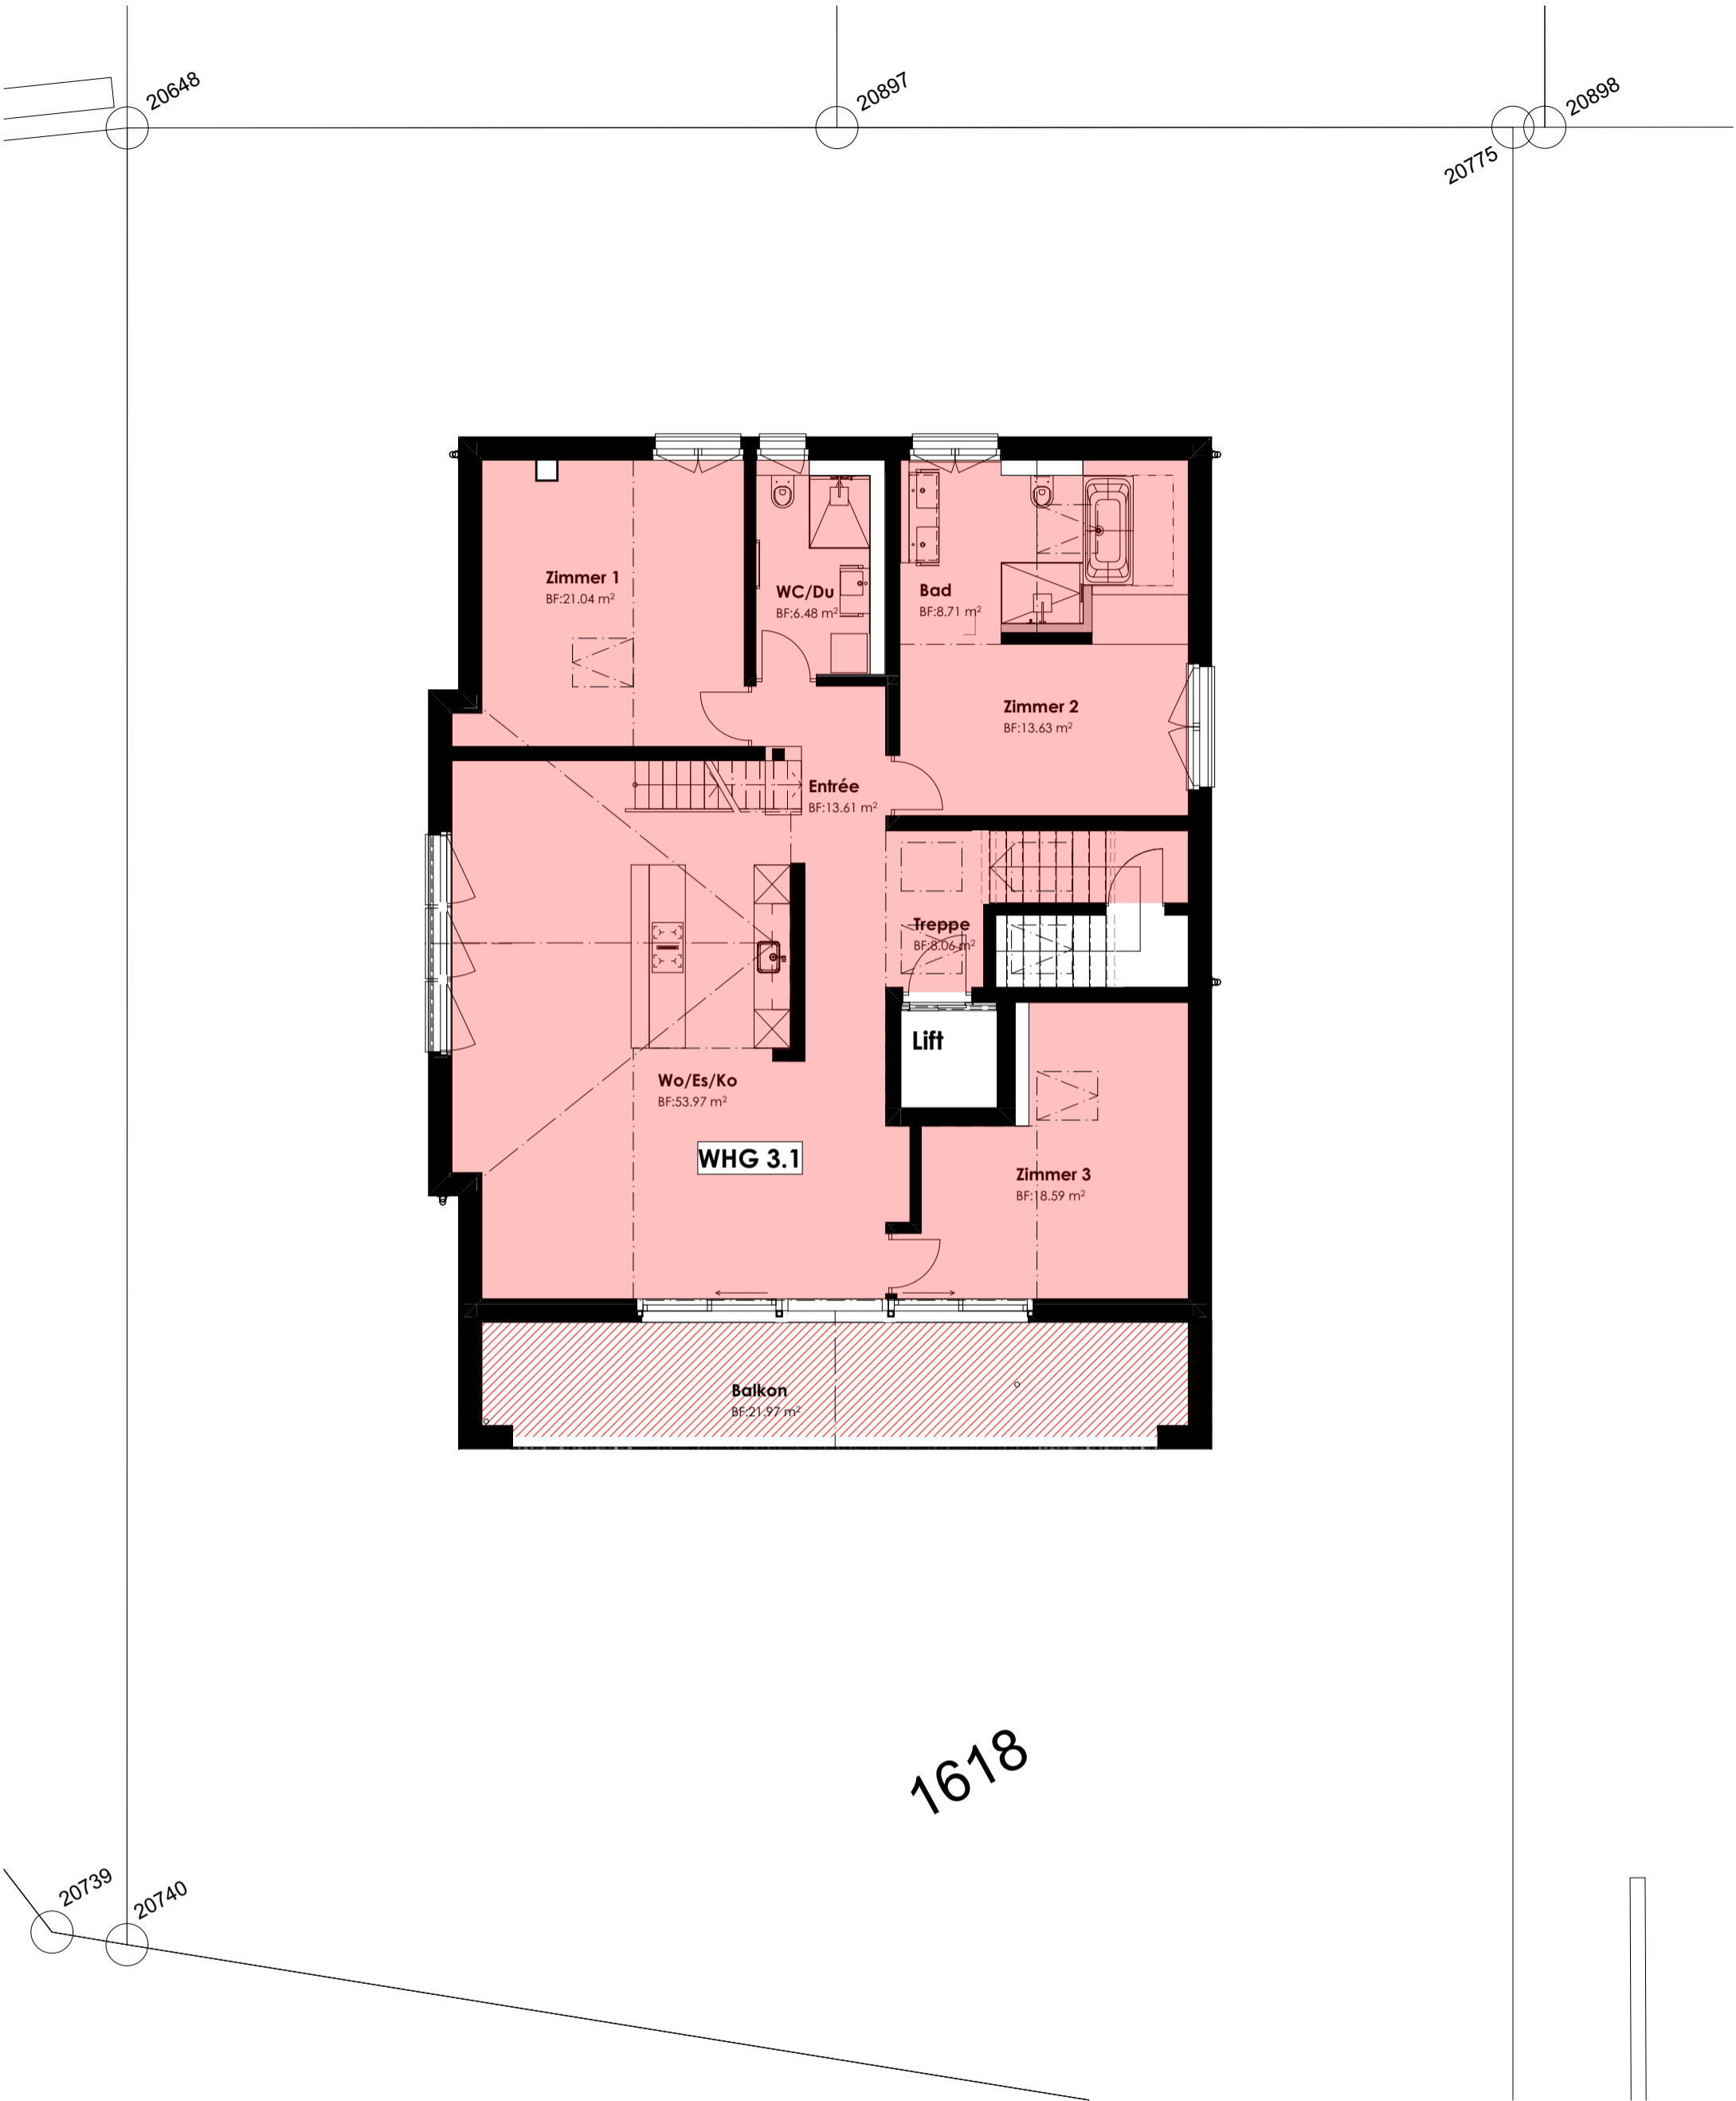 20648
20897
20898
20775
Zimmer 1
BF:21.04 m²
WC/Du
BF:6.48 m²
Bad
BF:8.71 m²
Zimmer 2
BF:13.63 m²
Entrée
BF:13.61 m²
Treppe
BF:8.06 m²
Lift
Wo/Es/Ko
BF:53.97 m²
WHG 3.1
Zimmer 3
BF:18.59 m²
Balkon
BF:21.97 m²
1618
20739
20740